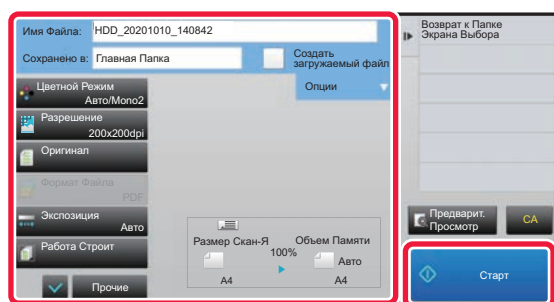 Имя Файла: HDD_20201010_140842
Сохранено в: Главная Папка
Создать
загружаемый файл
Опции
Цветной Режим
Авто/Mono2
Разрешение
200x200dpi
Оригинал
Формат Файла
PDF
Экспозиция
Авто
Работа Строит
Прочие
Размер Скан-Я
100%
Объем Памяти
Авто
A4
A4
Возврат к Папке
Экрана Выбора
Предварит.
Просмотр
CA
Старт